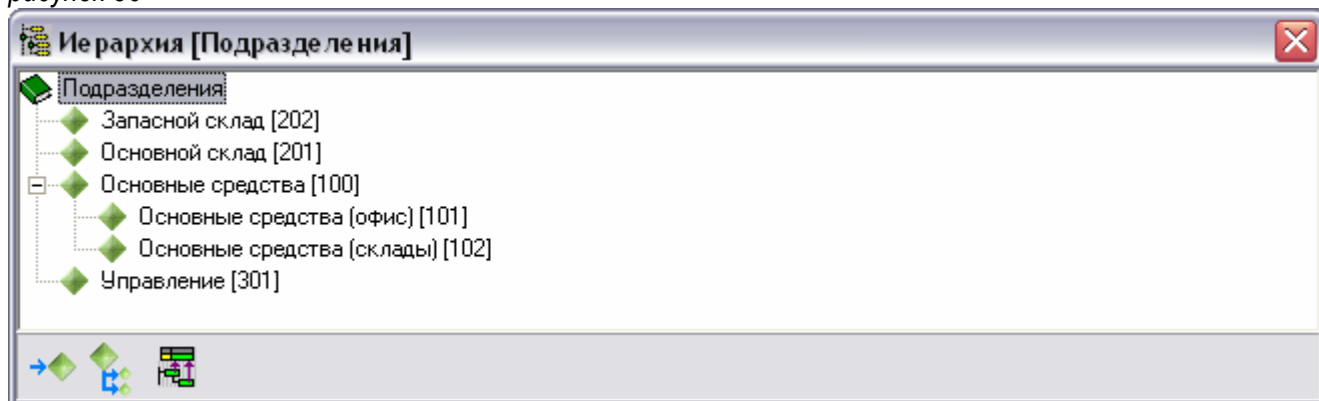 Иерархия [Подразделения]
Подразделения
Запасной склад [202]
Основной склад [201]
Основные средства [100]
Основные средства (офис) [101]
Основные средства (склады) [102]
Управление [301]